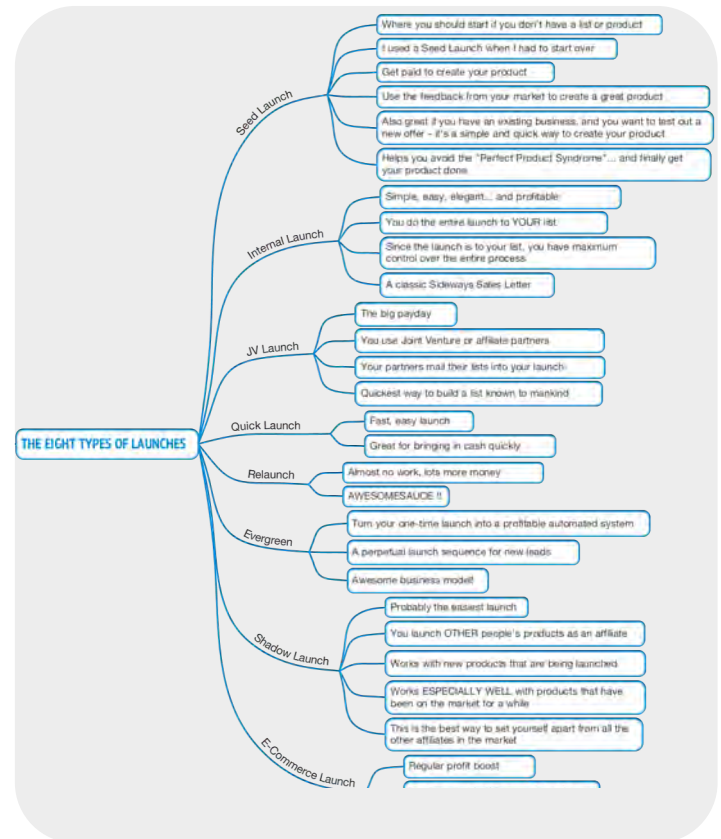 Where you should start if you don't have a list or product
I used a Seed Launch when I had to start over
Get paid to create your product
Seed Launch
Use the feedback from your market to create a great product
Also great if you have an existing business, and you want to test out a
new offer - it's a simple and quick way to create your product
Helps you avoid the "Perfect Product Syndrome"... and finally get
your product done
Simple, easy, elegant... and profitable
You do the entire launch to YOUR list
Internal Launch
Since the launch is to your list, you have maximum
control over the entire process
A classic Sideways Sales Letter
The big payday
You use Joint Venture or affiliate partners
JV Launch
Your partners mail their lists into your launch
Quickest way to build a list known to mankind
Fast, easy launch
Quick Launch
Great for bringing in cash quickly
THE EIGHT TYPES OF LAUNCHES
Almost no work, lots more money
Relaunch
AWESOMESAUCE !!
Turn your one-time launch into a profitable automated system
Evergreen
A perpetual launch sequence for new leads
Awesome business model!
Probably the easiest launch
You launch OTHER people's products as an affiliate
Shadow Launch
Works with new products that are being launched
Works ESPECIALLY WELL with products that have
been on the market for a while
This is the best way to set yourself apart from all the
other affiliates in the market
E-Commerce Launch
Regular profit boost